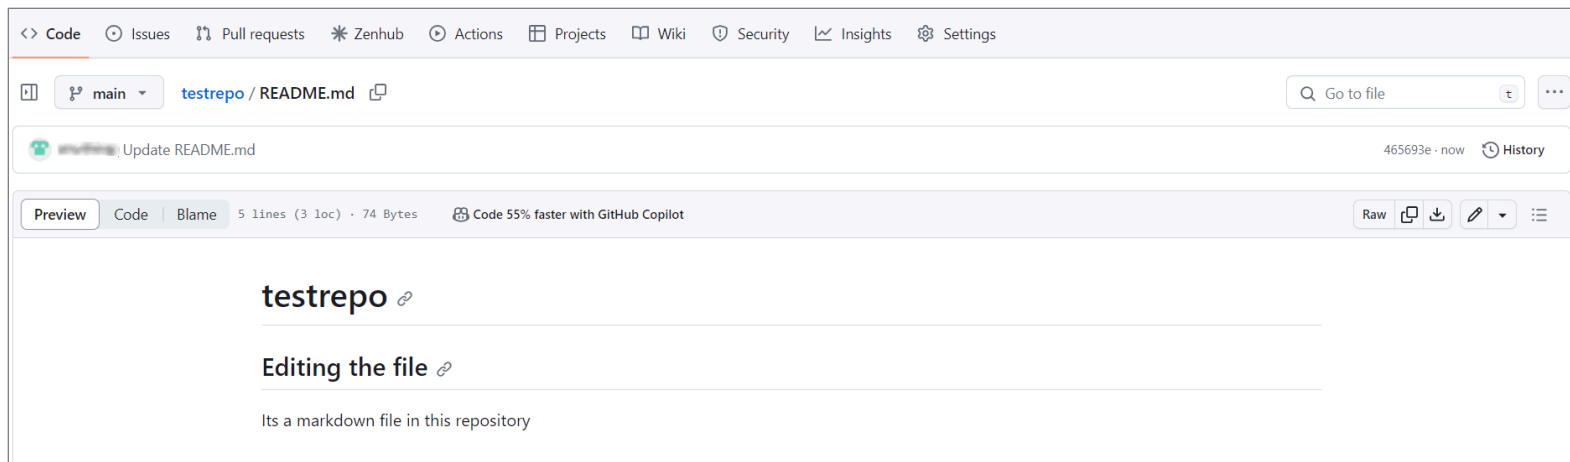 Code Issues Pull requests Zenhub Actions Projects Wiki Security Insights Settings
main testrepo / README.md Go to file t
Update README.md 465693e · now History
Preview Code Blame 5 lines (3 loc) · 74 Bytes Code 55% faster with GitHub Copilot Raw
testrepo
Editing the file
Its a markdown file in this repository